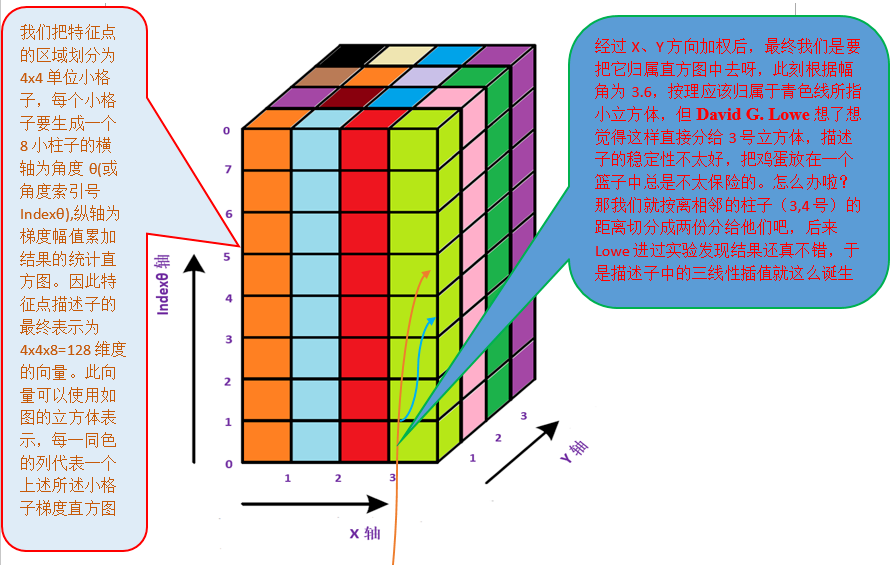 我们把特征点
的区域划分为
4x4 单位小格
子，每个小格
子要生成一个
8 小柱子的横
轴为角度 θ(或
角度索引号
Indexθ),纵轴为
梯度幅值累加
结果的统计直
方图。因此特
征点描述子的
最终表示为
4x4x8=128 维度
的向量。此向
量可以使用如
图的立方体表
示，每一同色
的列代表一个
上述所述小格
子梯度直方图
经过 X、Y 方向加权后，最终我们是要
把它归属直方图中去呀，此刻根据幅
角为 3.6，按理应该归属于青色线所指
小立方体，但 David G. Lowe 想了想
觉得这样直接分给 3 号立方体，描述
子的稳定性不太好，把鸡蛋放在一个
篮子中总是不太保险的。怎么办啦？
那我们就按离相邻的柱子（3,4 号）的
距离切分成两份分给他们吧，后来
Lowe 进过实验发现结果还真不错，于
是描述子中的三线性插值就这么诞生
0
7
6
5
4
3
2
1
0
Indexθ 轴
1 2 3
X 轴
1
2
3
Y 轴